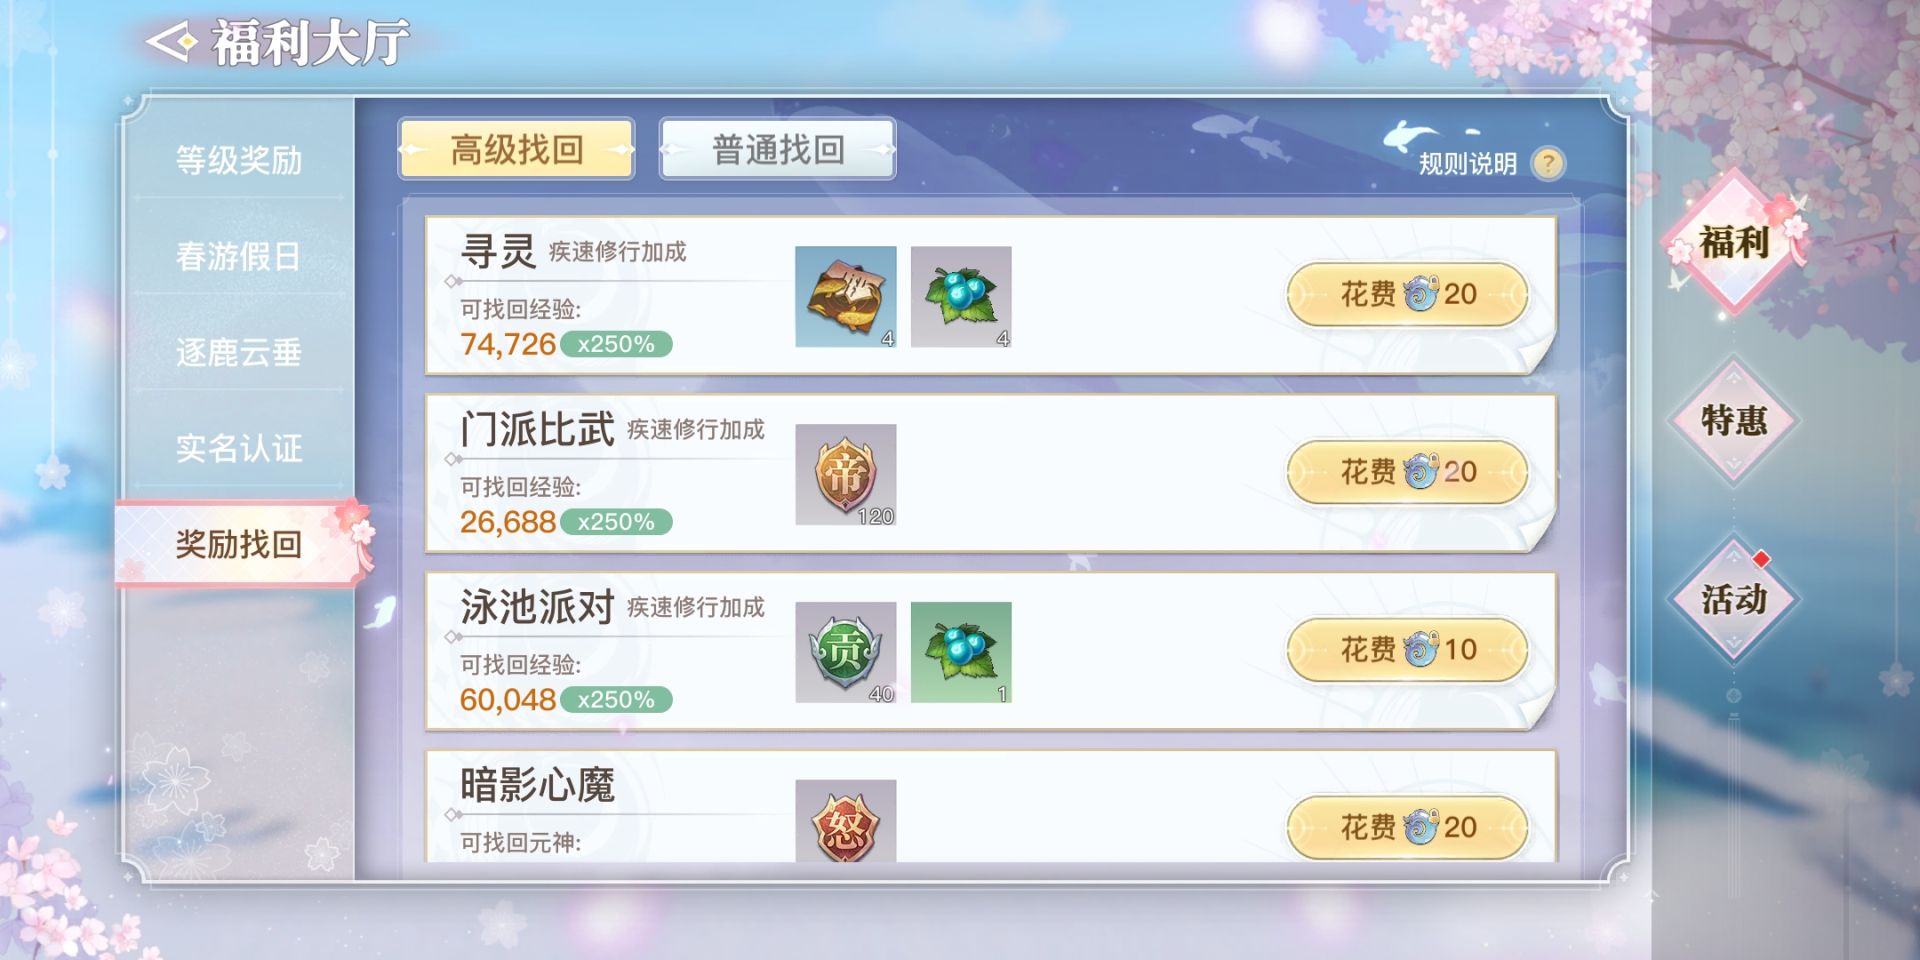 福利大厅
等级奖励
春游假日
逐鹿云垂
实名认证
奖励找回
高级找回
普通找回
规则说明 ?
寻灵 疾速修行加成
可找回经验:
74,726 x250%
4
4
花费 20
门派比武 疾速修行加成
可找回经验:
26,688 x250%
帝
120
花费 20
泳池派对 疾速修行加成
可找回经验:
60,048 x250%
贡
40
1
花费 10
暗影心魔
可找回元神:
怒
花费 20
福利
特惠
活动